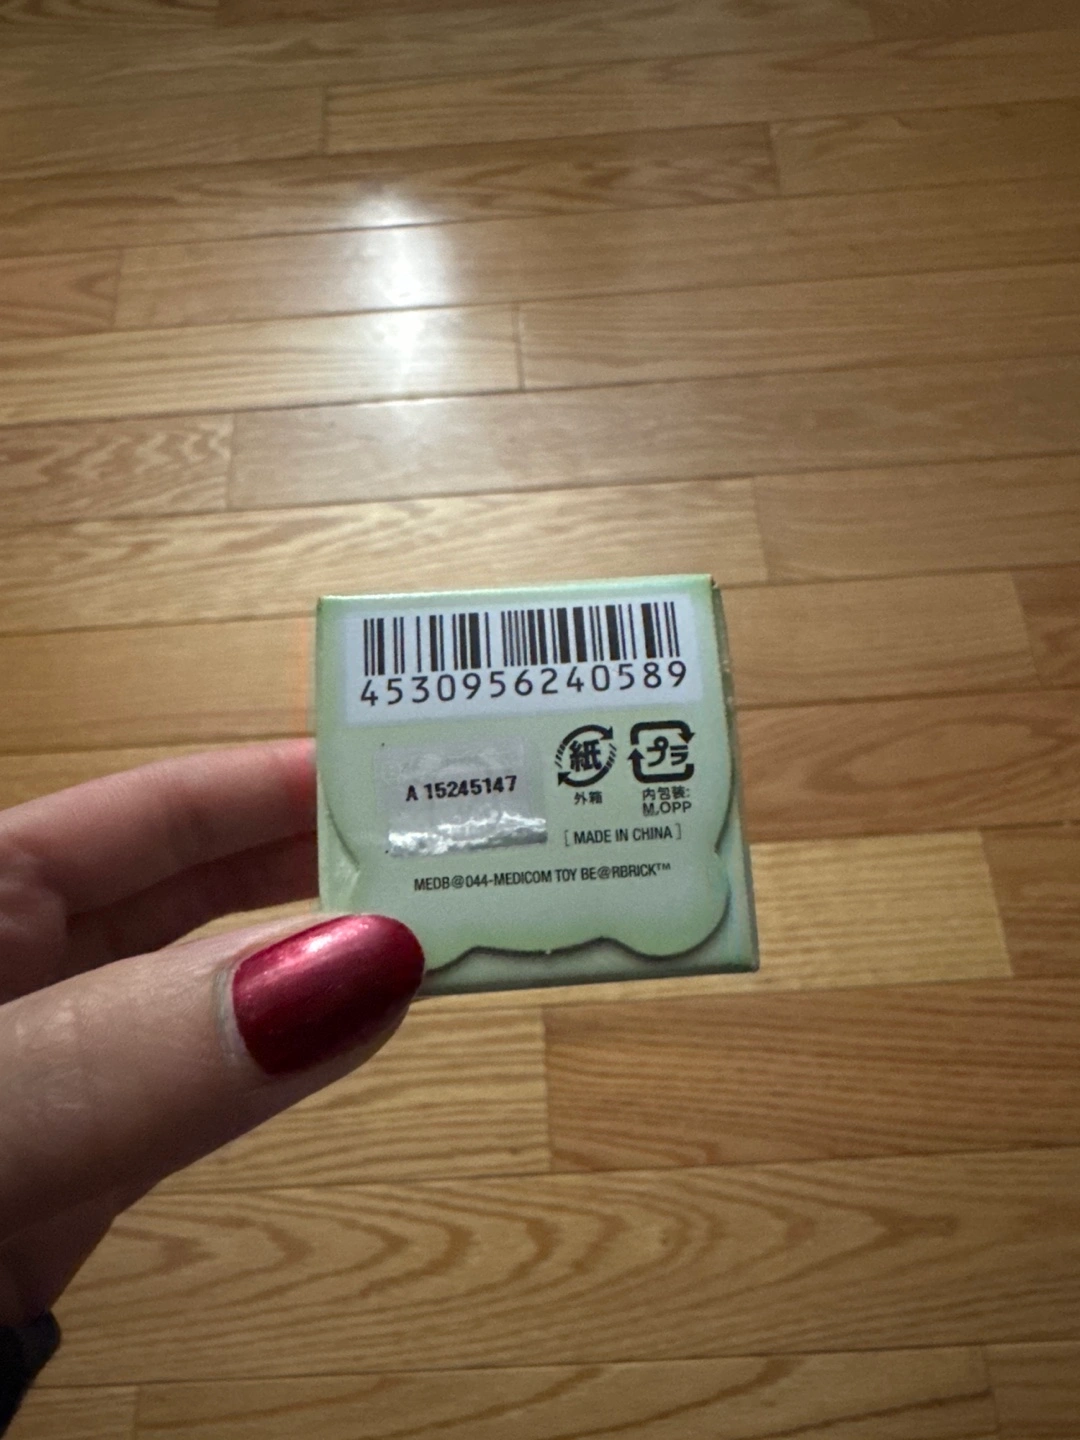 4530956240589
紙
プラ
外箱
内包装:
M.OPP
A 15245147
[ MADE IN CHINA ]
MEDB@044-MEDICOM TOY BE@RBRICK™